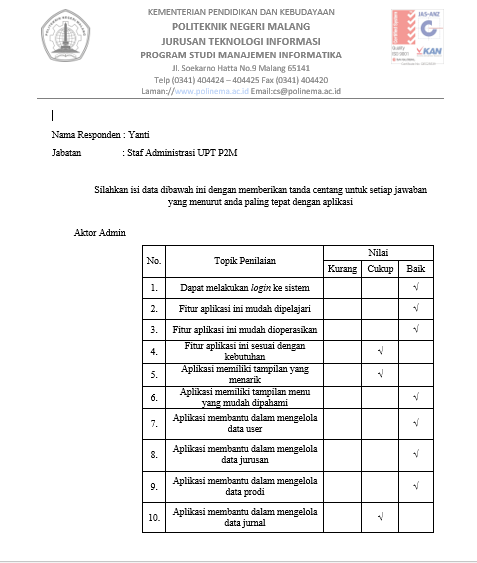 KEMENTERIAN PENDIDIKAN DAN KEBUDAYAAN
POLITEKNIK NEGERI MALANG
JURUSAN TEKNOLOGI INFORMASI
PROGRAM STUDI MANAJEMEN INFORMATIKA
Jl. Soekarno Hatta No.9 Malang 65141
Telp (0341) 404424 – 404425 Fax (0341) 404420
Laman://www.polinema.ac.id Email:cs@polinema.ac.id
JAS-ANZ
KAN
Nama Responden : Yanti
Jabatan : Staf Administrasi UPT P2M
Silahkan isi data dibawah ini dengan memberikan tanda centang untuk setiap jawaban
yang menurut anda paling tepat dengan aplikasi
Aktor Admin
No. Topik Penilaian Nilai
Kurang Cukup Baik
1. Dapat melakukan login ke sistem √
2. Fitur aplikasi ini mudah dipelajari √
3. Fitur aplikasi ini mudah dioperasikan √
4. Fitur aplikasi ini sesuai dengan
kebutuhan √
5. Aplikasi memiliki tampilan yang
menarik √
6. Aplikasi memiliki tampilan menu
yang mudah dipahami √
7. Aplikasi membantu dalam mengelola
data user √
8. Aplikasi membantu dalam mengelola
data jurusan √
9. Aplikasi membantu dalam mengelola
data prodi √
10. Aplikasi membantu dalam mengelola
data jurnal √